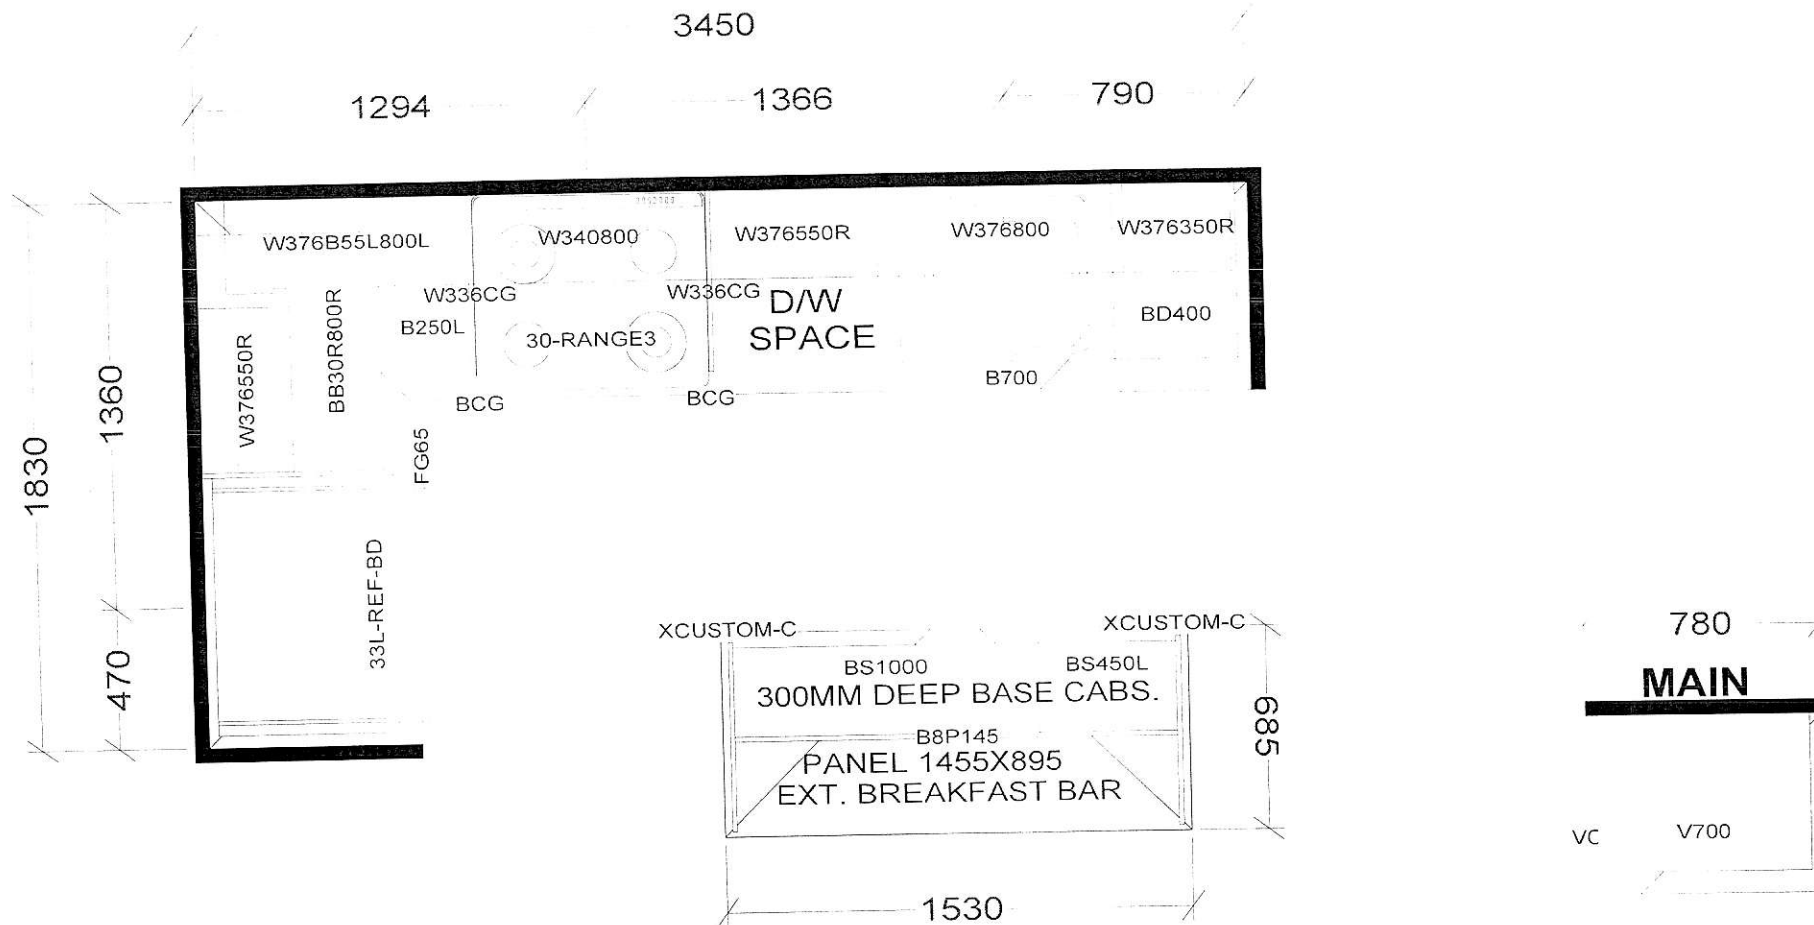 3450
1294
1366
790
W376B55L800L
W340800
W376550R
W376800
W376350R
W336CG
W336CG
D/W
SPACE
BB30R800R
B250L
30-RANGE3
BD400
W376550R
B700
BCG
BCG
FG65
1360
1830
33L-REF-BD
470
XCUSTOM-C
XCUSTOM-C
BS1000
BS450L
300MM DEEP BASE CABS.
B8P145
PANEL 1455X895
EXT. BREAKFAST BAR
685
1530
780
MAIN
VC
V700